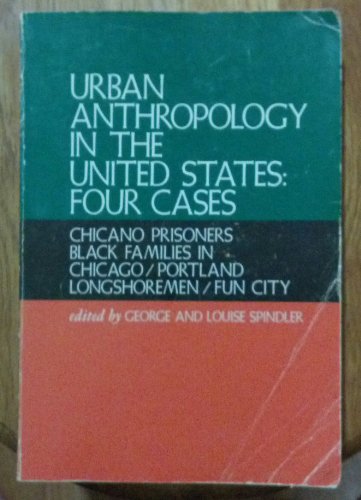 URBAN
ANTHROPOLOGY
IN THE
UNITED STATES:
FOUR CASES
CHICANO PRISONERS
BLACK FAMILIES IN
CHICAGO/PORTLAND
LONGSHOREMEN/FUN CITY
edited by GEORGE AND LOUISE SPINDLER